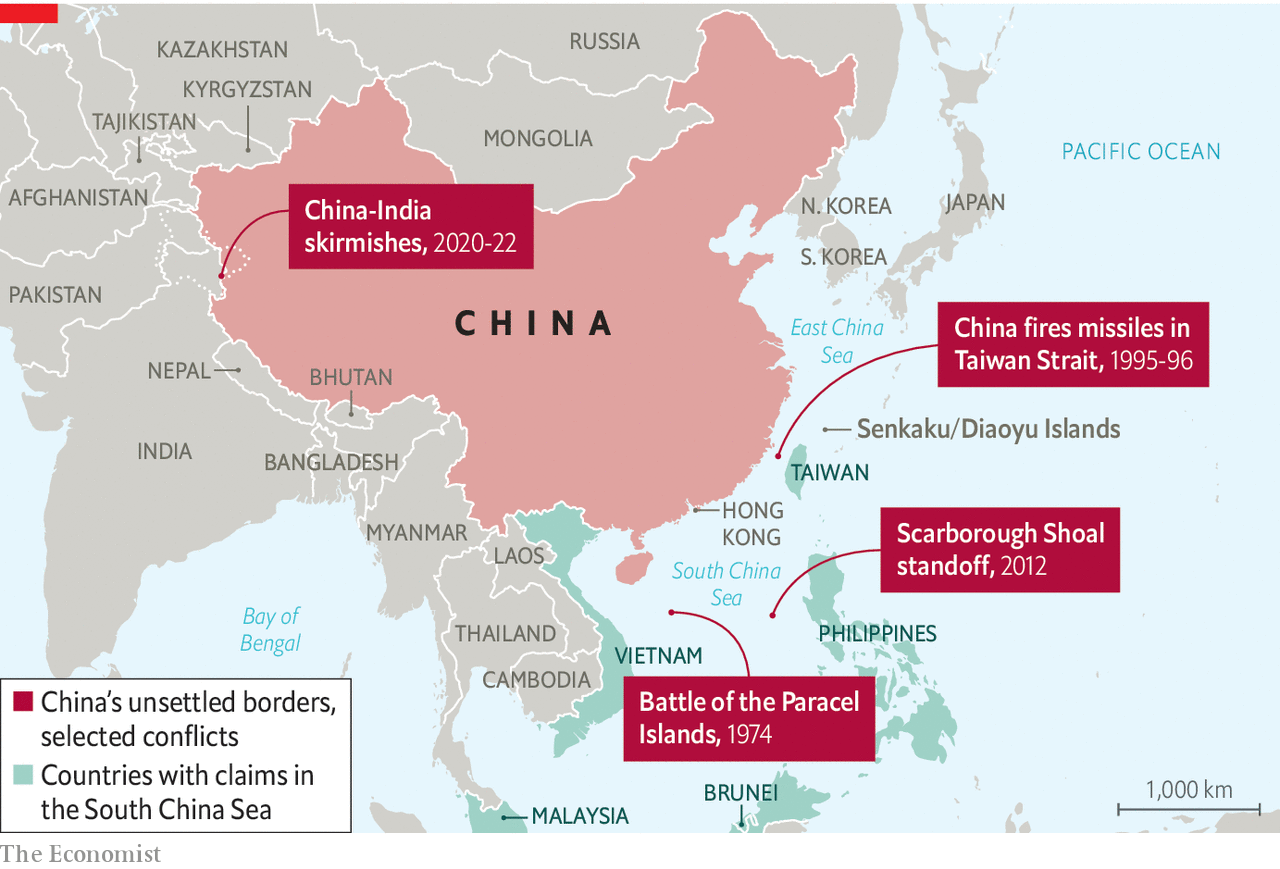 RUSSIA
KAZAKHSTAN
KYRGYZSTAN
TAJIKISTAN
MONGOLIA
PACIFIC OCEAN
AFGHANISTAN
China-India
skirmishes, 2020-22
N. KOREA
JAPAN
S. KOREA
PAKISTAN
CHINA
East China
Sea
China fires missiles in
Taiwan Strait, 1995-96
NEPAL
BHUTAN
Senkaku/Diaoyu Islands
INDIA
BANGLADESH
TAIWAN
HONG
KONG
MYANMAR
LAOS
Scarborough Shoal
standoff, 2012
South China
Sea
Bay of
Bengal
THAILAND
PHILIPPINES
VIETNAM
CAMBODIA
Battle of the Paracel
Islands, 1974
China's unsettled borders,
selected conflicts
Countries with claims in
the South China Sea
BRUNEI
MALAYSIA
1,000 km
The Economist